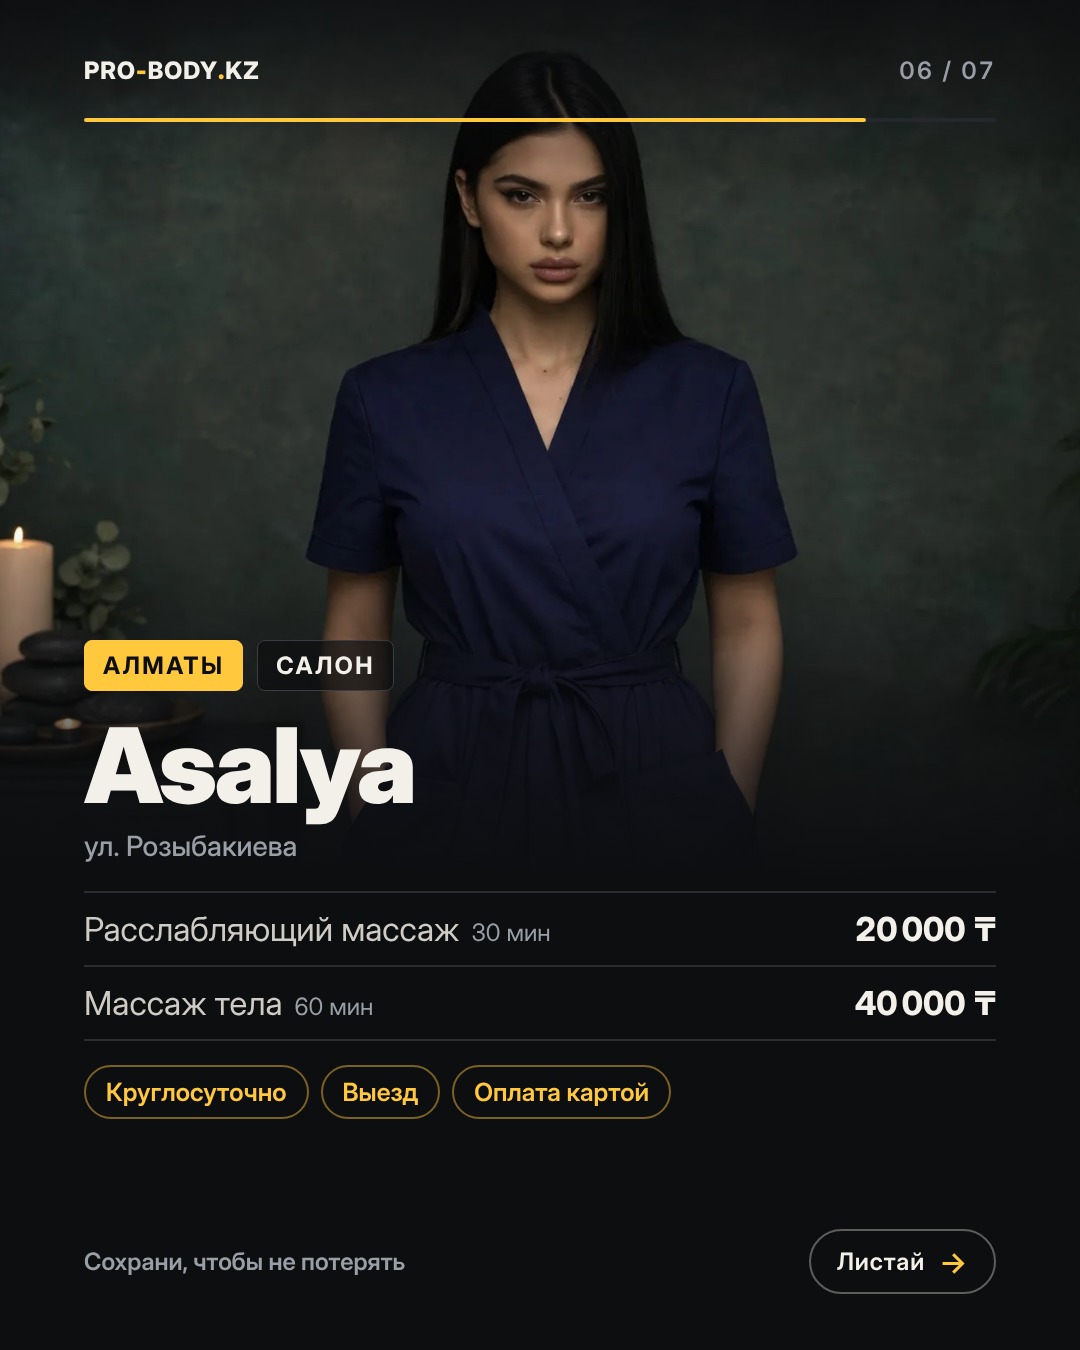 PRO-BODY.KZ
06 / 07
АЛМАТЫ
САЛОН
Asalya
ул. Розыбакиева
Расслабляющий массаж 30 мин 20 000 ₸
Массаж тела 60 мин 40 000 ₸
Круглосуточно
Выезд
Оплата картой
Сохрани, чтобы не потерять
Листай →